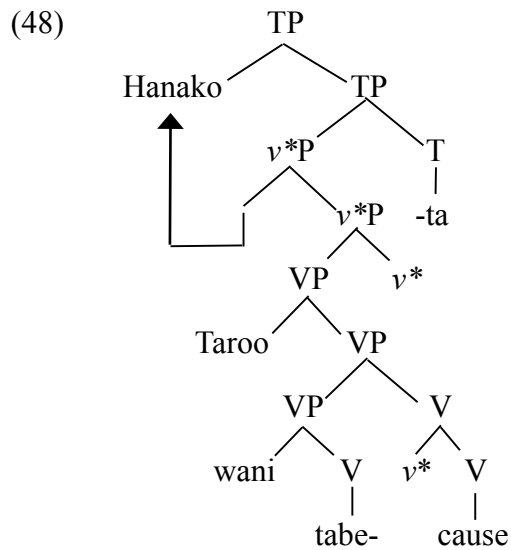 (48)
TP
Hanako TP
v*P T
v*P -ta
VP v*
Taroo VP
VP V
wani V v* V
tabe- cause